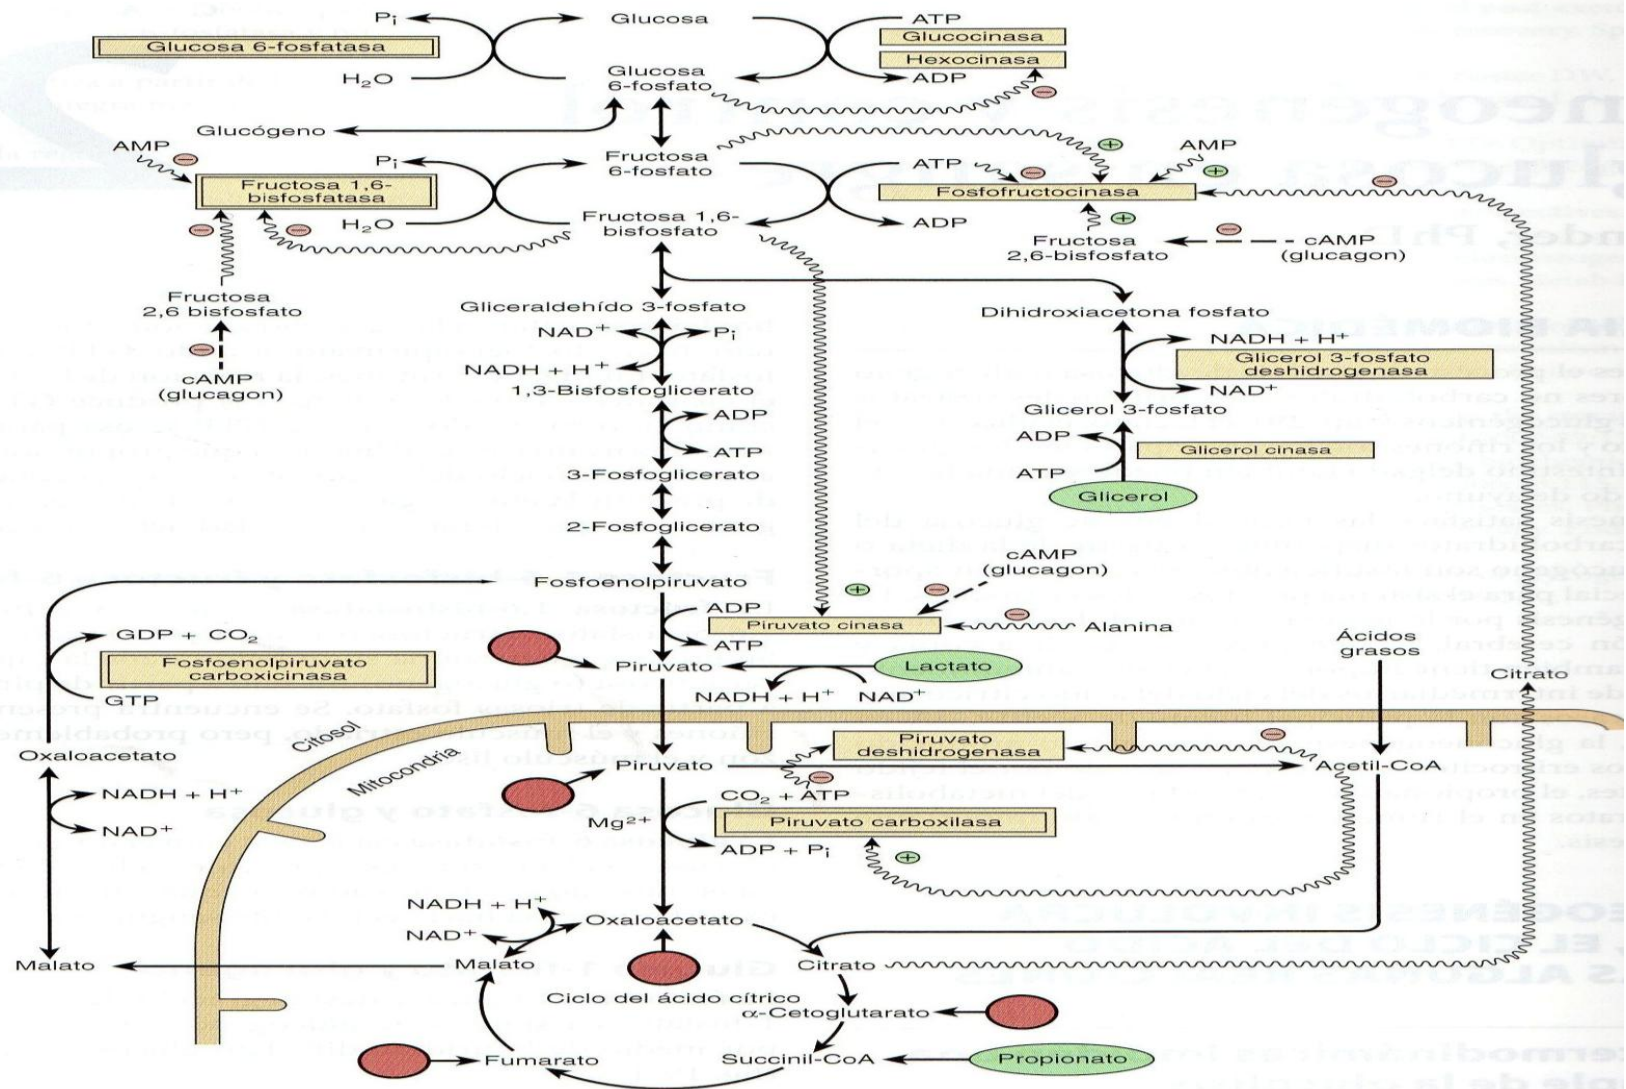 Pi
Glucosa
ATP
Glucosa 6-fosfatasa
Glucocinasa
Hexocinasa
H2O
Glucosa
6-fosfato
ADP
−
Glucógeno
AMP
−
Pi
Fructosa
6-fosfato
ATP
−
+
AMP
+
−
Fructosa 1,6-
bisfosfatasa
Fosfofructocinasa
−
−
H2O
Fructosa 1,6-
bisfosfato
ADP
+
Fructosa
2,6-bisfosfato
−
cAMP
(glucagon)
Fructosa
2,6 bisfosfato
−
cAMP
(glucagon)
Gliceraldehído 3-fosfato
Dihidroxiacetona fosfato
NAD+
Pi
NADH + H+
1,3-Bisfosfoglicerato
NADH + H+
Glicerol 3-fosfato
deshidrogenasa
NAD+
ADP
ATP
Glicerol 3-fosfato
ADP
Glicerol cinasa
ATP
Glicerol
3-Fosfoglicerato
2-Fosfoglicerato
Fosfoenolpiruvato
cAMP
(glucagon)
+
−
−
ADP
Piruvato cinasa
Alanina
ATP
GDP + CO2
Fosfoenolpiruvato
carboxicinasa
GTP
Piruvato
Lactato
NADH + H+
NAD+
Ácidos
grasos
Citrato
Oxaloacetato
Citosol
Mitocondria
Piruvato
Piruvato
deshidrogenasa
−
−
Acetil-CoA
NADH + H+
NAD+
CO2 + ATP
Mg2+
Piruvato carboxilasa
ADP + Pi
+
NADH + H+
NAD+
Oxaloacetato
Malato
Malato
Citrato
Ciclo del ácido cítrico
α-Cetoglutarato
Fumarato
Succinil-CoA
Propionato